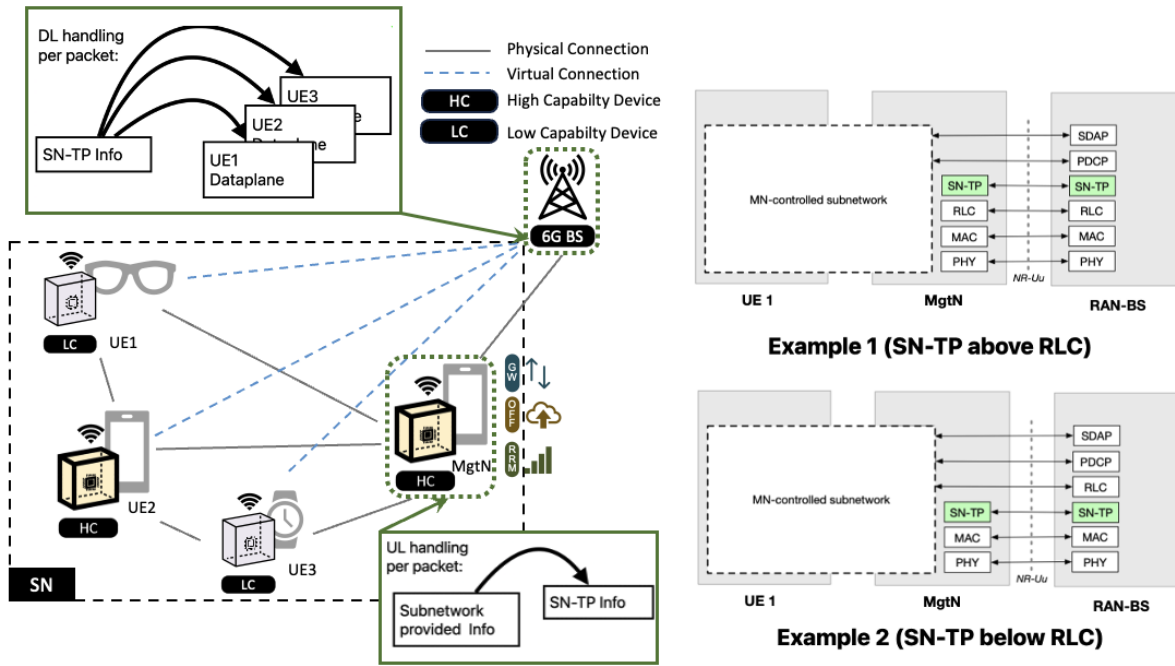 DL handling
per packet:
SN-TP Info
UE3
UE2
UE1
Dataplane
Physical Connection
Virtual Connection
HC High Capabilty Device
LC Low Capabilty Device
6G BS
LC
UE1
UE2
HC
UE3
LC
MgtN
HC
GW
OFF
RRM
SN
UL handling
per packet:
Subnetwork
provided Info
SN-TP Info
MN-controlled subnetwork
SDAP
PDCP
SN-TP SN-TP
RLC RLC
MAC MAC
PHY PHY
NR-Uu
UE 1 MgtN RAN-BS
Example 1 (SN-TP above RLC)
MN-controlled subnetwork
SDAP
PDCP
RLC
SN-TP SN-TP
MAC MAC
PHY PHY
NR-Uu
UE 1 MgtN RAN-BS
Example 2 (SN-TP below RLC)